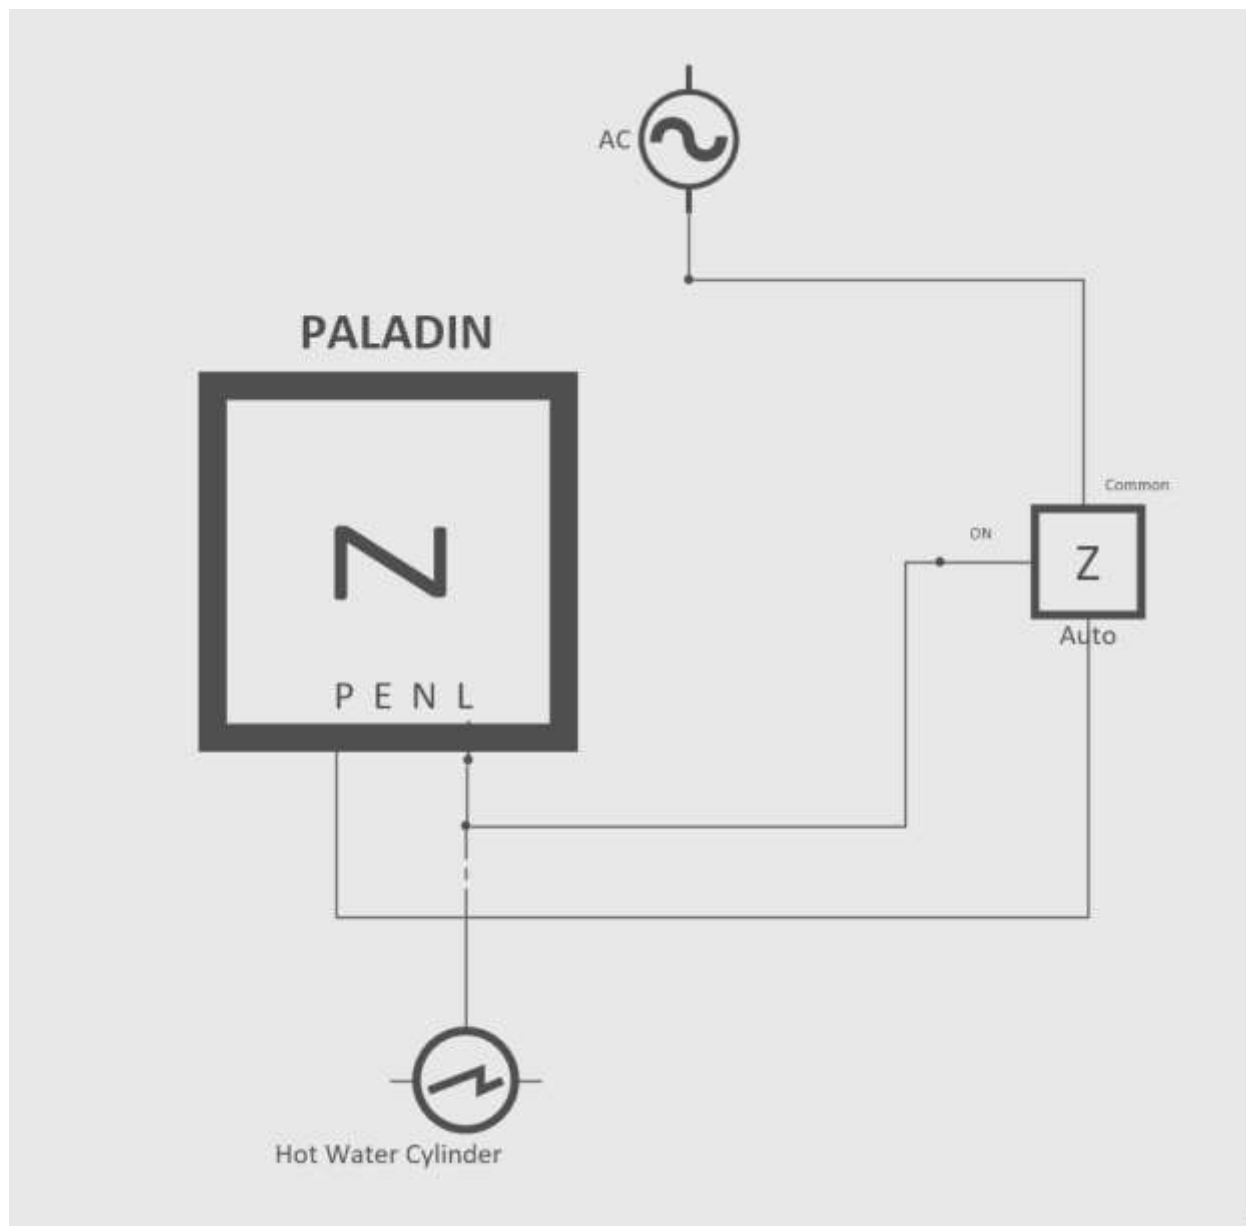 AC
PALADIN
Common
ON
Z
N
Auto
P E N L
Hot Water Cylinder